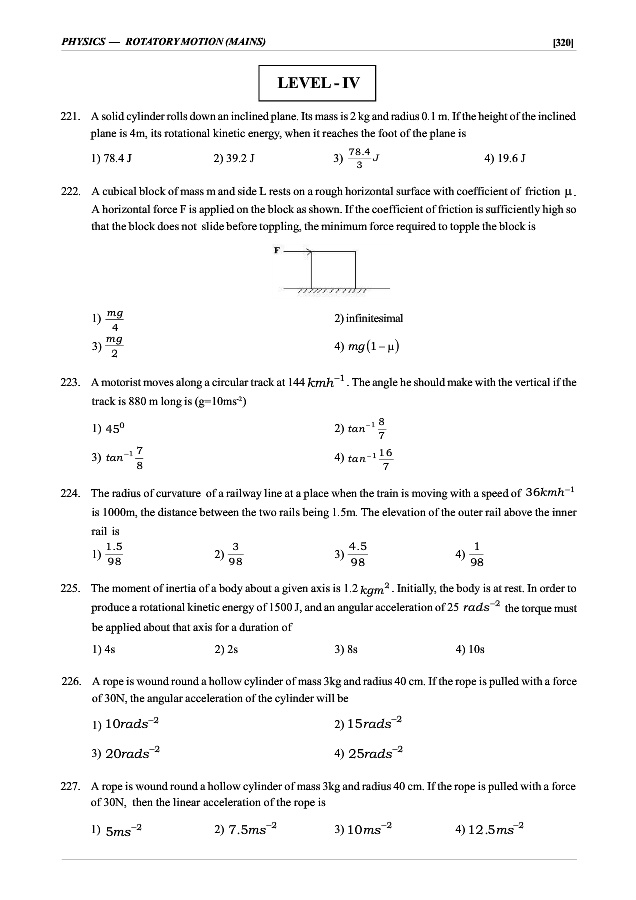 PHYSICS — ROTATORY MOTION (MAINS) [320]
LEVEL - IV
221. A solid cylinder rolls down an inclined plane. Its mass is 2 kg and radius 0.1 m. If the height of the inclined
plane is 4m, its rotational kinetic energy, when it reaches the foot of the plane is
1) 78.4 J 2) 39.2 J 3) 78.4/3 J 4) 19.6 J
222. A cubical block of mass m and side L rests on a rough horizontal surface with coefficient of friction μ.
A horizontal force F is applied on the block as shown. If the coefficient of friction is sufficiently high so
that the block does not slide before toppling, the minimum force required to topple the block is
F
1) mg/4 2) infinitesimal
3) mg/2 4) mg(1−μ)
223. A motorist moves along a circular track at 144 kmh⁻¹. The angle he should make with the vertical if the
track is 880 m long is (g=10ms⁻²)
1) 45⁰ 2) tan⁻¹ 8/7
3) tan⁻¹ 7/8 4) tan⁻¹ 16/7
224. The radius of curvature of a railway line at a place when the train is moving with a speed of 36kmh⁻¹
is 1000m, the distance between the two rails being 1.5m. The elevation of the outer rail above the inner
rail is
1) 1.5/98 2) 3/98 3) 4.5/98 4) 1/98
225. The moment of inertia of a body about a given axis is 1.2 kgm². Initially, the body is at rest. In order to
produce a rotational kinetic energy of 1500 J, and an angular acceleration of 25 rads⁻² the torque must
be applied about that axis for a duration of
1) 4s 2) 2s 3) 8s 4) 10s
226. A rope is wound round a hollow cylinder of mass 3kg and radius 40 cm. If the rope is pulled with a force
of 30N, the angular acceleration of the cylinder will be
1) 10rads⁻² 2) 15rads⁻²
3) 20rads⁻² 4) 25rads⁻²
227. A rope is wound round a hollow cylinder of mass 3kg and radius 40 cm. If the rope is pulled with a force
of 30N, then the linear acceleration of the rope is
1) 5ms⁻² 2) 7.5ms⁻² 3) 10ms⁻² 4) 12.5ms⁻²